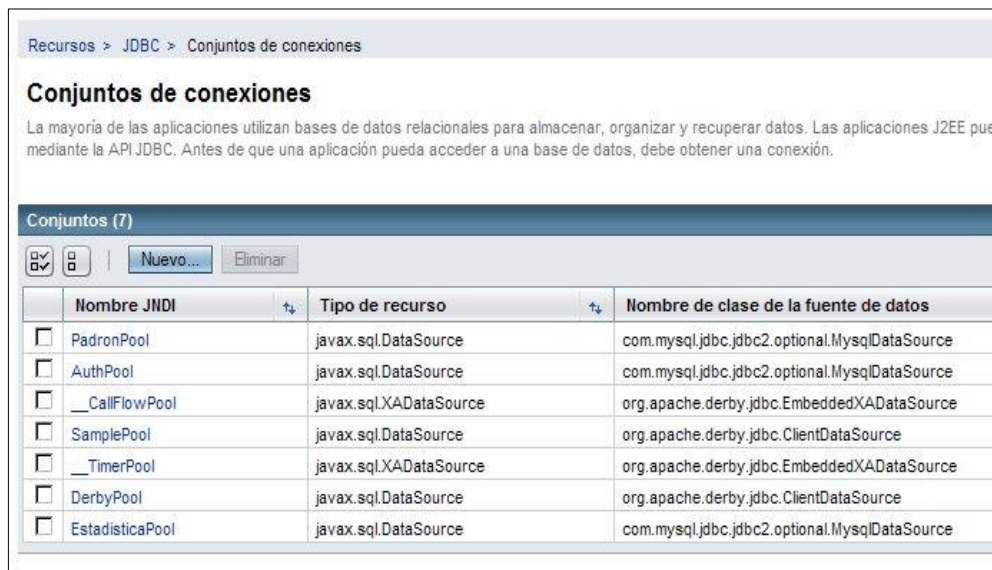 Recursos > JDBC > Conjuntos de conexiones
Conjuntos de conexiones
La mayoría de las aplicaciones utilizan bases de datos relacionales para almacenar, organizar y recuperar datos. Las aplicaciones J2EE pue
mediante la API JDBC. Antes de que una aplicación pueda acceder a una base de datos, debe obtener una conexión.
Conjuntos (7)
Nuevo... Eliminar
Nombre JNDI Tipo de recurso Nombre de clase de la fuente de datos
PadronPool javax.sql.DataSource com.mysql.jdbc.jdbc2.optional.MysqlDataSource
AuthPool javax.sql.DataSource com.mysql.jdbc.jdbc2.optional.MysqlDataSource
__CallFlowPool javax.sql.XADataSource org.apache.derby.jdbc.EmbeddedXADataSource
SamplePool javax.sql.DataSource org.apache.derby.jdbc.ClientDataSource
__TimerPool javax.sql.XADataSource org.apache.derby.jdbc.EmbeddedXADataSource
DerbyPool javax.sql.DataSource org.apache.derby.jdbc.ClientDataSource
EstadisticaPool javax.sql.DataSource com.mysql.jdbc.jdbc2.optional.MysqlDataSource